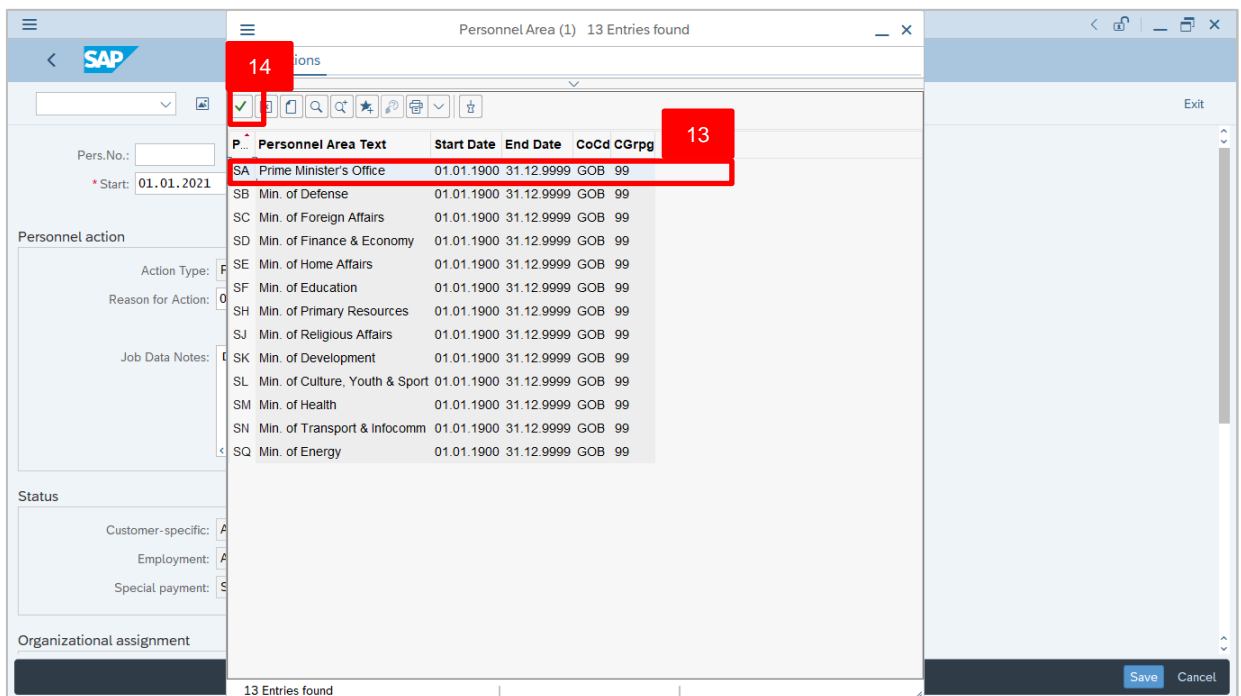 Personnel Area (1) 13 Entries found
SAP
14
ions
Exit
13
P... Personnel Area Text Start Date End Date CoCd CGrpg
Pers.No.:
* Start: 01.01.2021
SA Prime Minister's Office 01.01.1900 31.12.9999 GOB 99
SB Min. of Defense 01.01.1900 31.12.9999 GOB 99
SC Min. of Foreign Affairs 01.01.1900 31.12.9999 GOB 99
Personnel action
SD Min. of Finance & Economy 01.01.1900 31.12.9999 GOB 99
Action Type:
SE Min. of Home Affairs 01.01.1900 31.12.9999 GOB 99
SF Min. of Education 01.01.1900 31.12.9999 GOB 99
Reason for Action: 0
SH Min. of Primary Resources 01.01.1900 31.12.9999 GOB 99
SJ Min. of Religious Affairs 01.01.1900 31.12.9999 GOB 99
Job Data Notes:
SK Min. of Development 01.01.1900 31.12.9999 GOB 99
SL Min. of Culture, Youth & Sport 01.01.1900 31.12.9999 GOB 99
SM Min. of Health 01.01.1900 31.12.9999 GOB 99
SN Min. of Transport & Infocomm 01.01.1900 31.12.9999 GOB 99
SQ Min. of Energy 01.01.1900 31.12.9999 GOB 99
Status
Customer-specific: A
Employment: A
Special payment: S
Organizational assignment
Save Cancel
13 Entries found